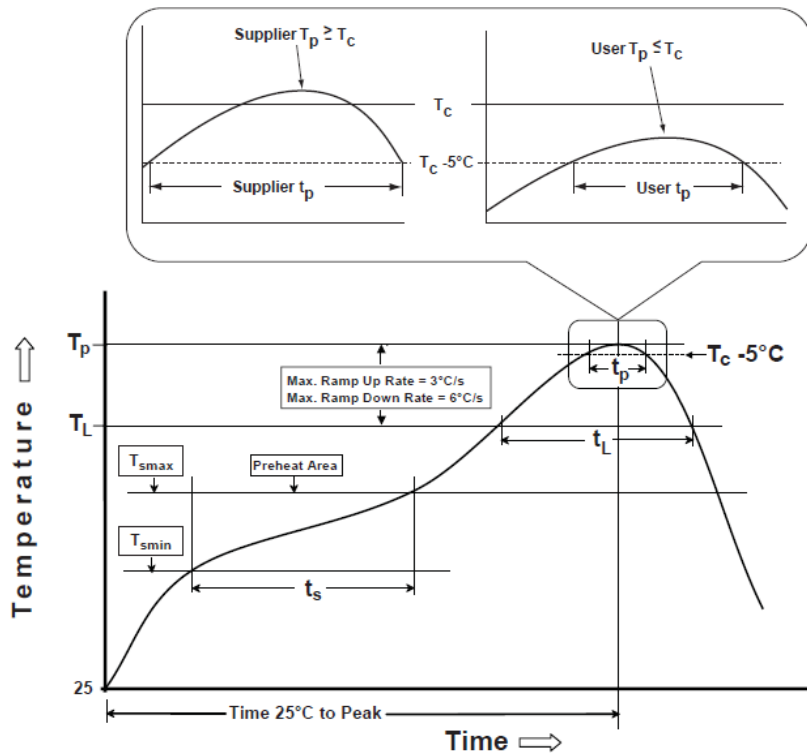 Supplier Tp ≥ Tc
User Tp ≤ Tc
Tc
Tc -5°C
Supplier tp
User tp
Tp
Tc -5°C
tp
Max. Ramp Up Rate = 3°C/s
Max. Ramp Down Rate = 6°C/s
TL
tL
Tsmax
Preheat Area
Tsmin
ts
Temperature
25
Time 25°C to Peak
Time